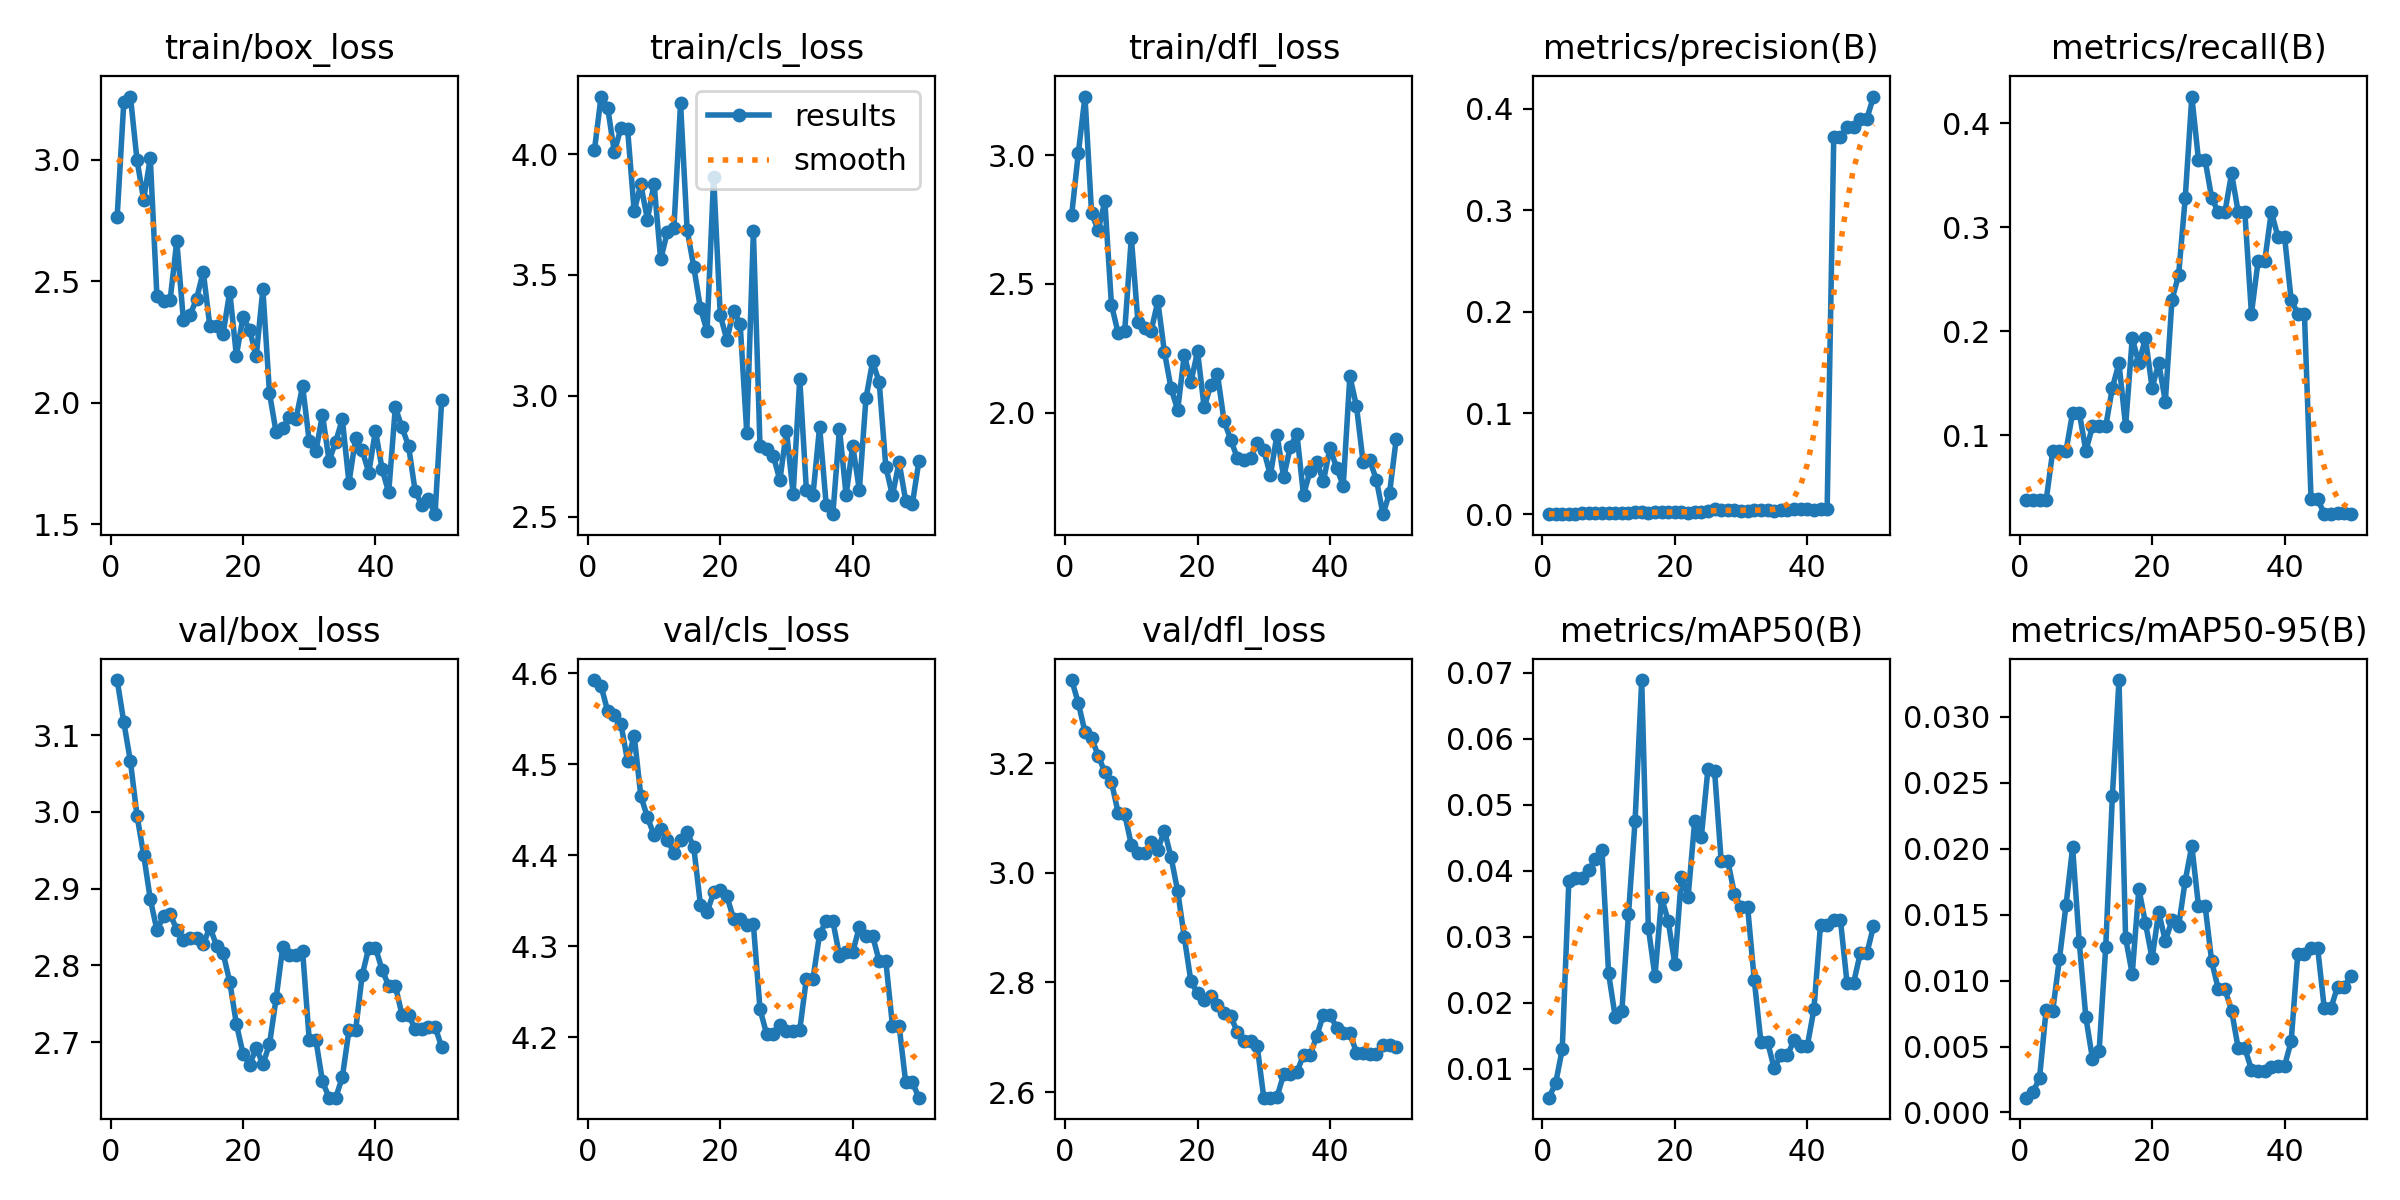 train/box_loss
3.0
2.5
2.0
1.5
0 20 40
train/cls_loss
results
smooth
4.0
3.5
3.0
2.5
0 20 40
train/dfl_loss
3.0
2.5
2.0
0 20 40
metrics/precision(B)
0.4
0.3
0.2
0.1
0.0
0 20 40
metrics/recall(B)
0.4
0.3
0.2
0.1
0 20 40
val/box_loss
3.1
3.0
2.9
2.8
2.7
0 20 40
val/cls_loss
4.6
4.5
4.4
4.3
4.2
0 20 40
val/dfl_loss
3.2
3.0
2.8
2.6
0 20 40
metrics/mAP50(B)
0.07
0.06
0.05
0.04
0.03
0.02
0.01
0 20 40
metrics/mAP50-95(B)
0.030
0.025
0.020
0.015
0.010
0.005
0.000
0 20 40